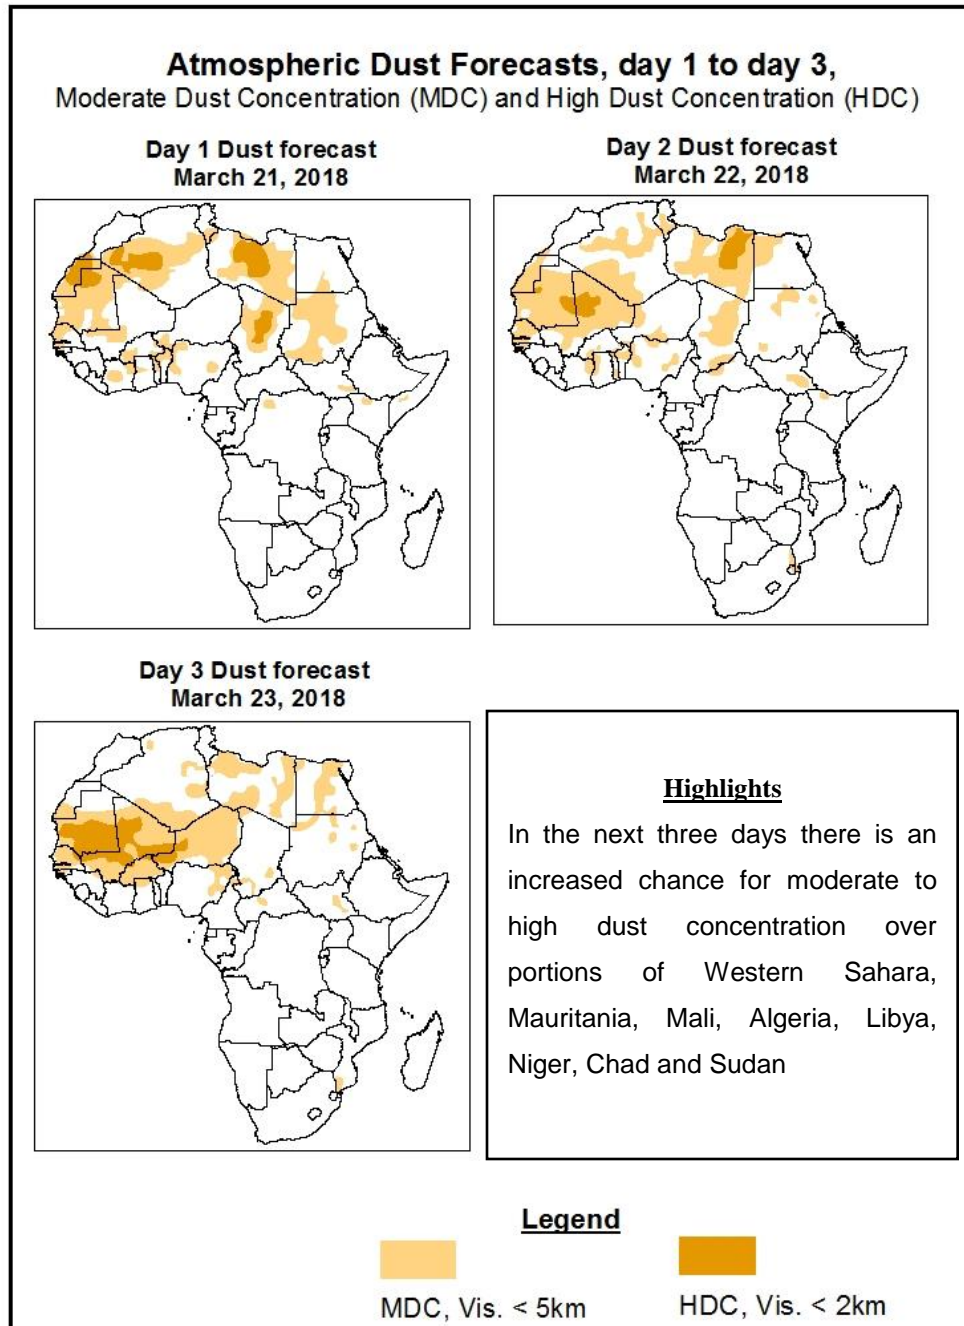 Atmospheric Dust Forecasts, day 1 to day 3,
Moderate Dust Concentration (MDC) and High Dust Concentration (HDC)
Day 1 Dust forecast
March 21, 2018
Day 2 Dust forecast
March 22, 2018
Day 3 Dust forecast
March 23, 2018
Highlights
In the next three days there is an
increased chance for moderate to
high dust concentration over
portions of Western Sahara,
Mauritania, Mali, Algeria, Libya,
Niger, Chad and Sudan
Legend
MDC, Vis. < 5km
HDC, Vis. < 2km